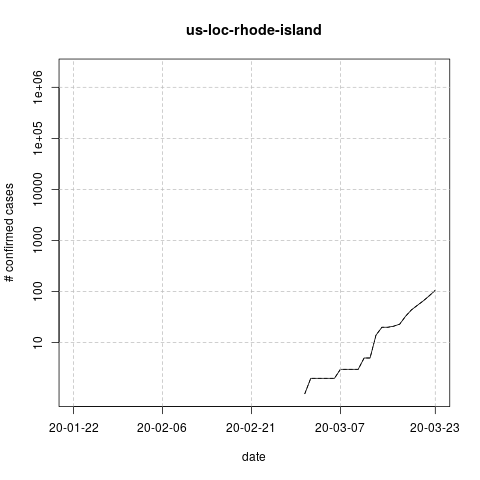 us-loc-rhode-island
# confirmed cases
1e+06
1e+05
10000
1000
100
10
20-01-22 20-02-06 20-02-21 20-03-07 20-03-23
date